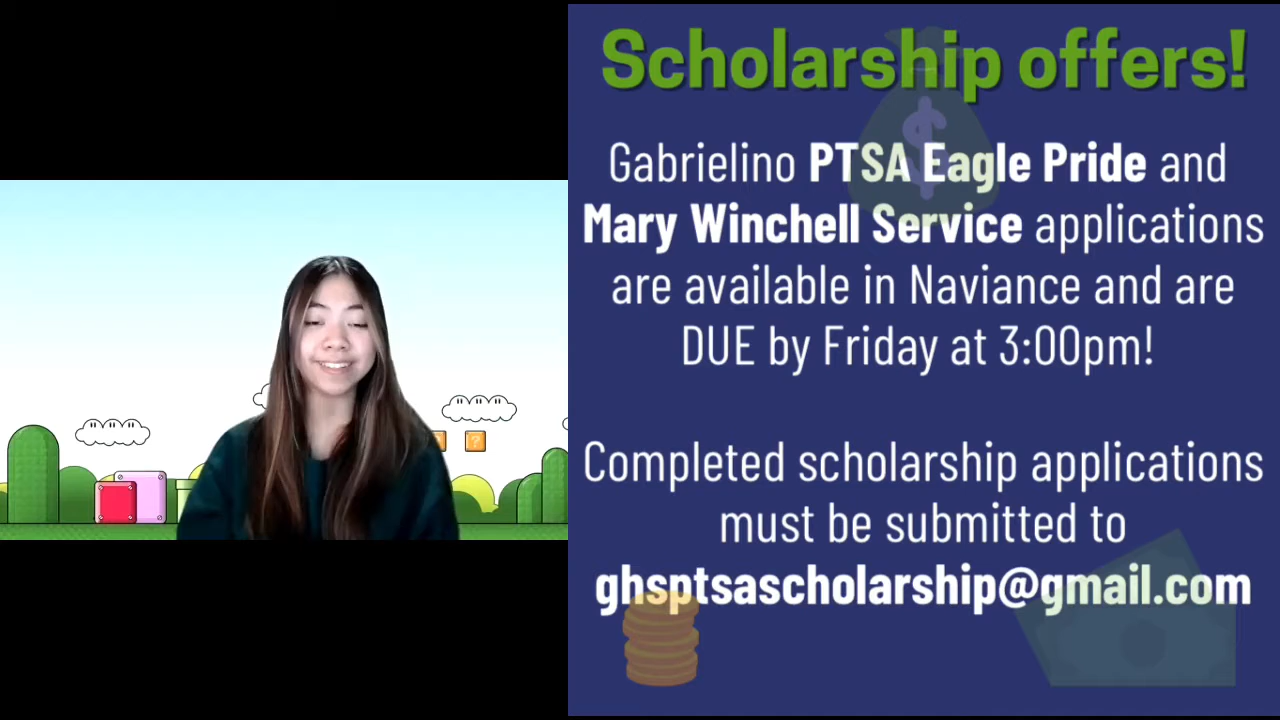 Scholarship offers!
Gabrielino PTSA Eagle Pride and
Mary Winchell Service applications
are available in Naviance and are
DUE by Friday at 3:00pm!
Completed scholarship applications
must be submitted to
ghsptsascholarship@gmail.com
$
?